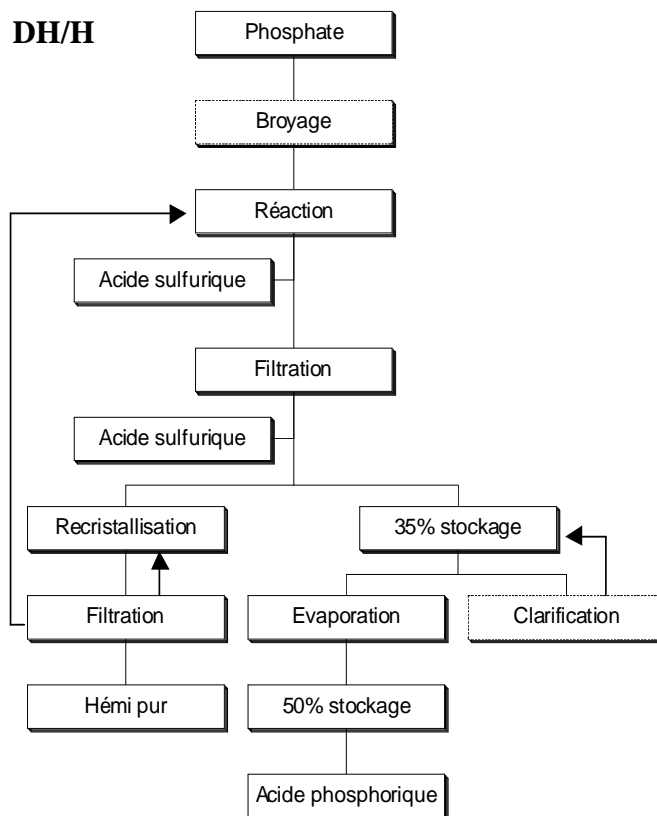 DH/H
Phosphate
Broyage
Réaction
Acide sulfurique
Filtration
Acide sulfurique
Recristallisation
35% stockage
Filtration
Evaporation
Clarification
Hémi pur
50% stockage
Acide phosphorique